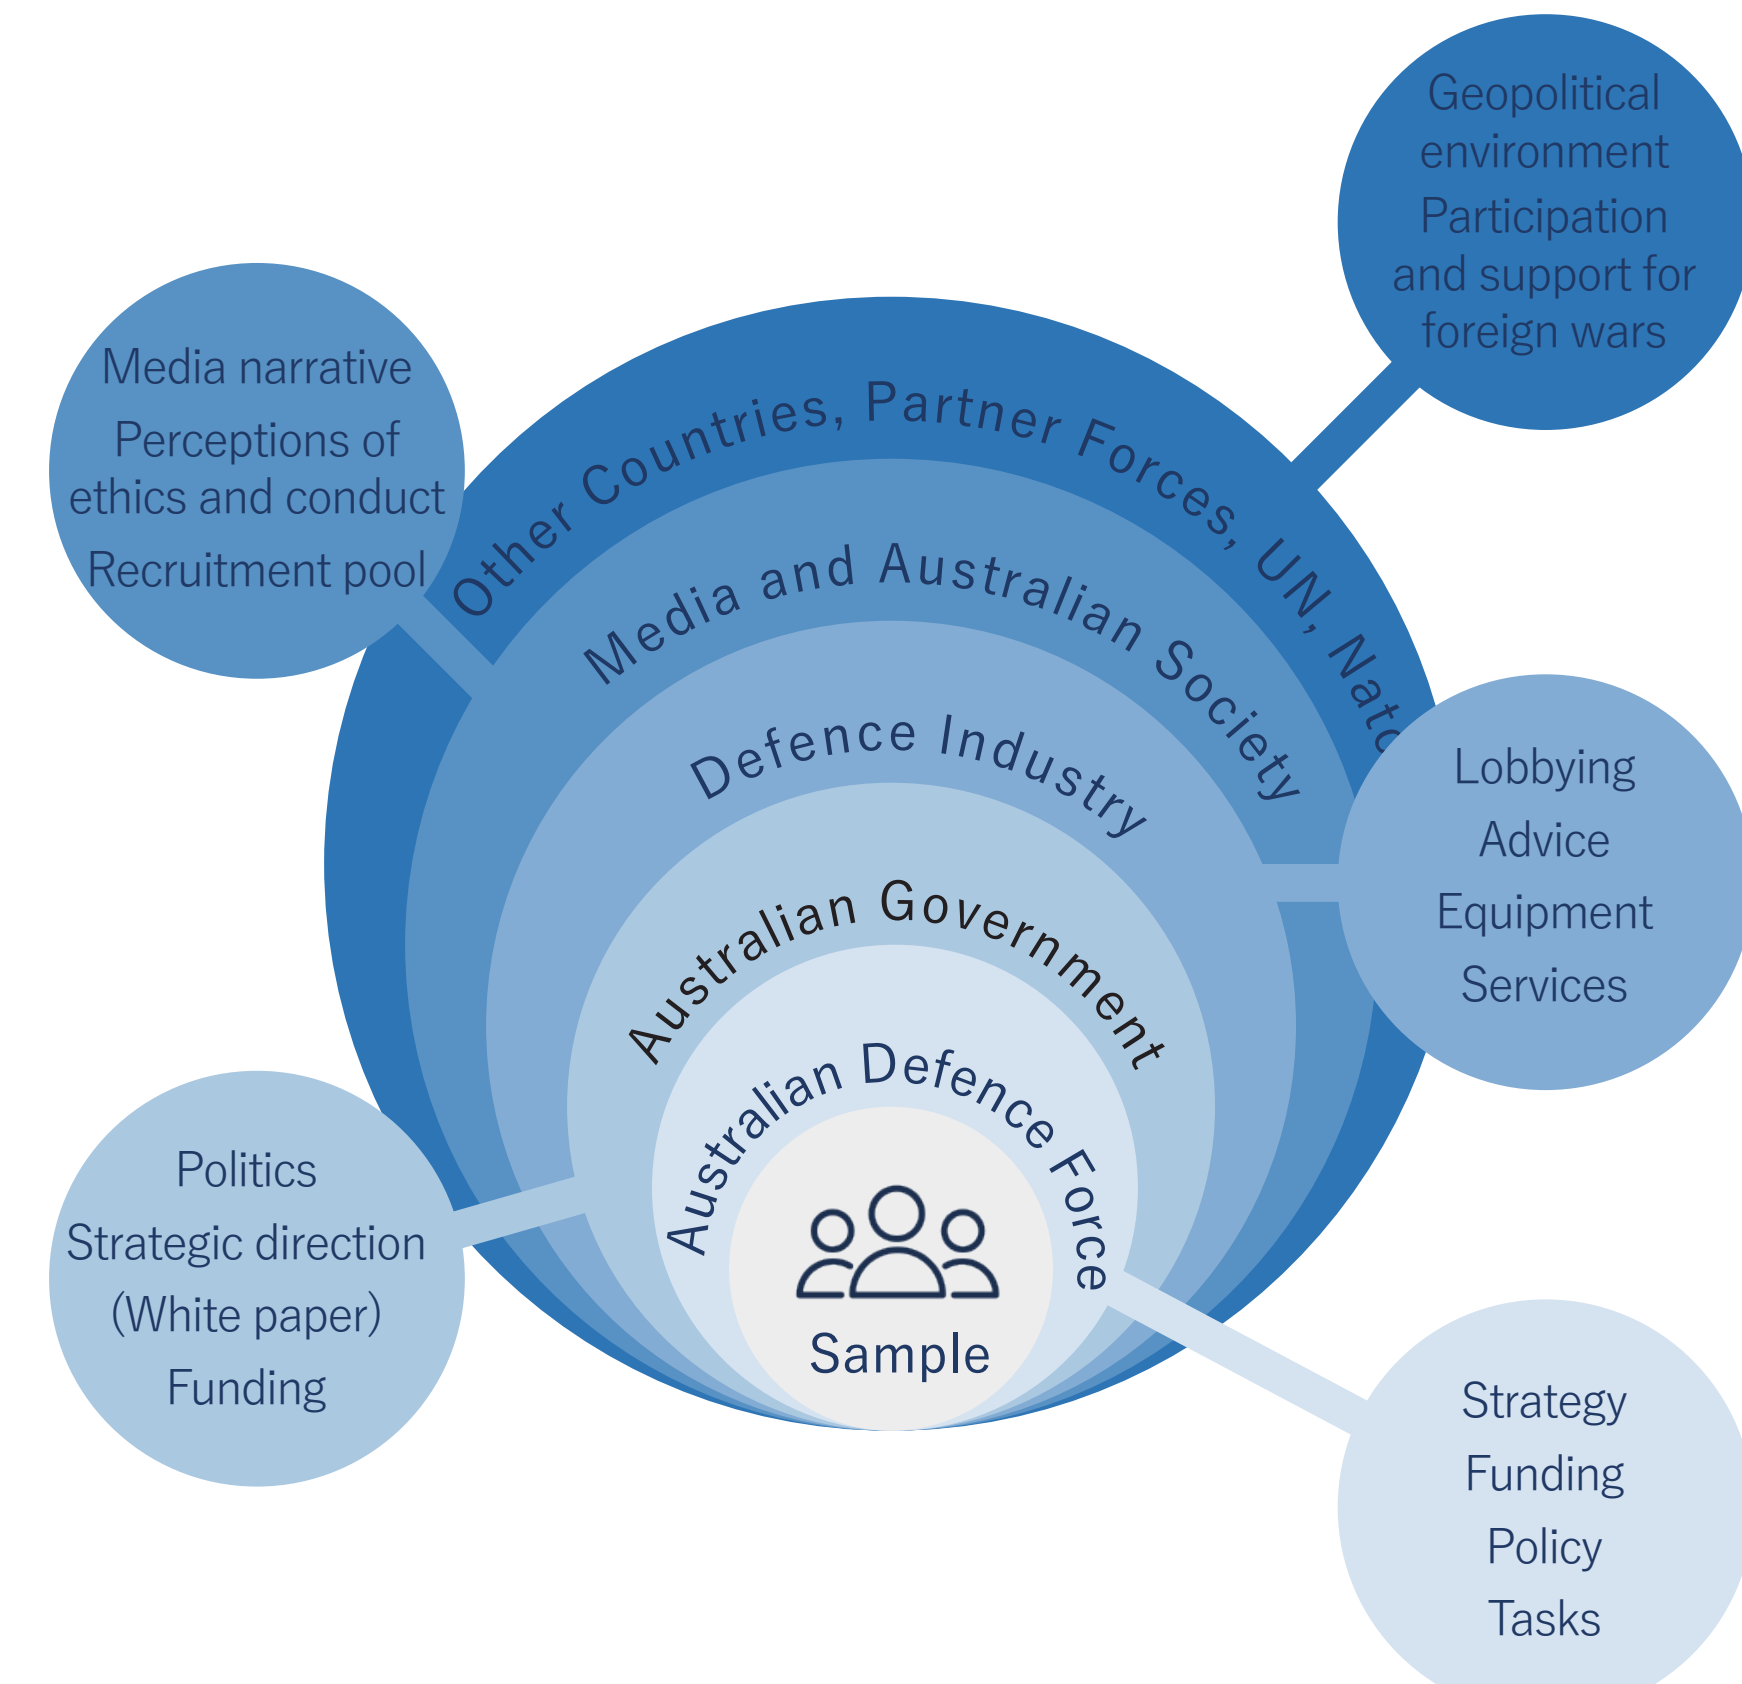 Geopolitical
environment
Participation
and support for
foreign wars
Media narrative
Perceptions of
ethics and conduct
Recruitment pool
Other Countries, Partner Forces, UN, Nato
Media and Australian Society
Defence Industry
Lobbying
Advice
Equipment
Services
Australian Government
Australian Defence Force
Sample
Politics
Strategic direction
(White paper)
Funding
Strategy
Funding
Policy
Tasks